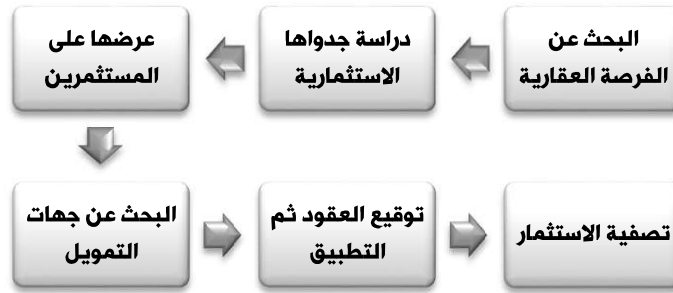 البحث عن
الفرصة العقارية
دراسة جدواها
الاستثمارية
عرضها على
المستثمرين
البحث عن جهات
التمويل
توقيع العقود ثم
التطبيق
تصفية الاستثمار